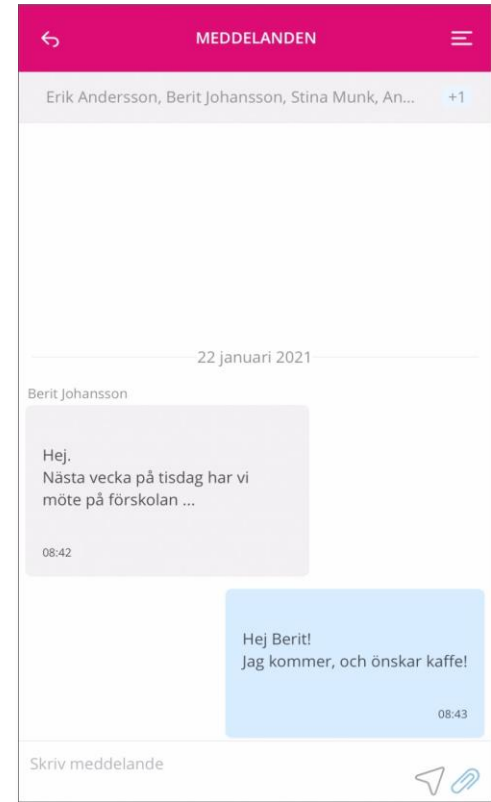 MEDDELANDEN
Erik Andersson, Berit Johansson, Stina Munk, An... +1
22 januari 2021
Berit Johansson
Hej.
Nästa vecka på tisdag har vi
möte på förskolan ...
08:42
Hej Berit!
Jag kommer, och önskar kaffe!
08:43
Skriv meddelande